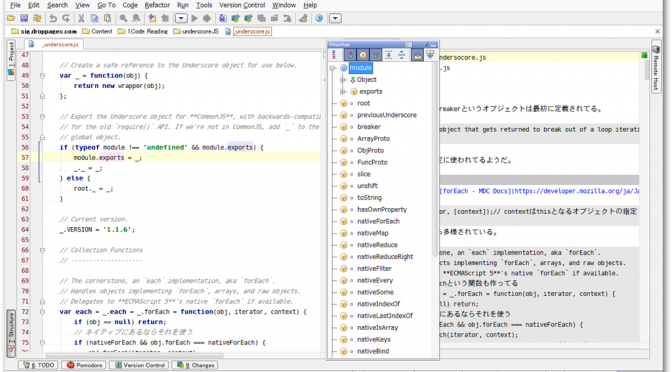 File Edit View Go To Code Refactor Run Tools Version Control Window Help
sig.droppages.com Content 1Code Reading underscoreJS _underscore.js
_underscore.js
1: Project
7: Structure
Remote Host
47
48 // Create a safe reference to the Underscore object for use below.
49 var _ = function(obj) {
50 return new wrapper(obj);
51 };
52
53 // Export the Underscore object for **CommonJS**, with backwards-compati
54 // for the old `require()` API. If we're not in CommonJS, add `_` to the
55 // global object.
56 if (typeof module !== 'undefined' && module.exports) {
57 module.exports = _;
58 _._ = _;
59 } else {
60 root._ = _;
61 }
62
63 // Current version.
64 _.VERSION = '1.1.6';
65
66 // Collection Functions
67 // --------------------
68
69 // The cornerstone, an `each` implementation, aka `forEach`.
70 // Handles objects implementing `forEach`, arrays, and raw objects.
71 // Delegates to **ECMAScript 5**'s native `forEach` if available.
72 var each = _.each = _.forEach = function(obj, iterator, context) {
73 if (obj == null) return;
74 // ネイティブにあるならそれを使う
75 if (nativeForEach && obj.forEach === nativeForEach) {
obj.forEach(iterator, context);
Structure
module
Object
exports
root
previousUnderscore
breaker
ArrayProto
ObjProto
FuncProto
slice
unshift
toString
hasOwnProperty
nativeForEach
nativeMap
nativeReduce
nativeReduceRight
nativeFilter
nativeEvery
nativeSome
nativeIndexOf
nativeLastIndexOf
nativeIsArray
nativeKeys
nativeBind
underscore.js
.js
reakerというオブジェクトは最初に定義されてる。
object that gets returned to break out of a loop iterati
定に使われてるようだ。
[forEach - MDC Docs](https://developer.mozilla.org/ja/Ja
or, [context]);// contextはthisとなるオブジェクトの指定
ら多様されている。
one, an `each` implementation, aka `forEach`.
ects implementing `forEach`, arrays, and raw objects.
**ECMAScript 5**'s native `forEach` if available.
chという関数も作ってる
= _.forEach = function(obj, iterator, context) {
ll) return;
にあるならそれを使う
Each && obj.forEach === nativeForEach) {
ch(iterator, context);
6: TODO Pomodoro Version Control 9: Changes